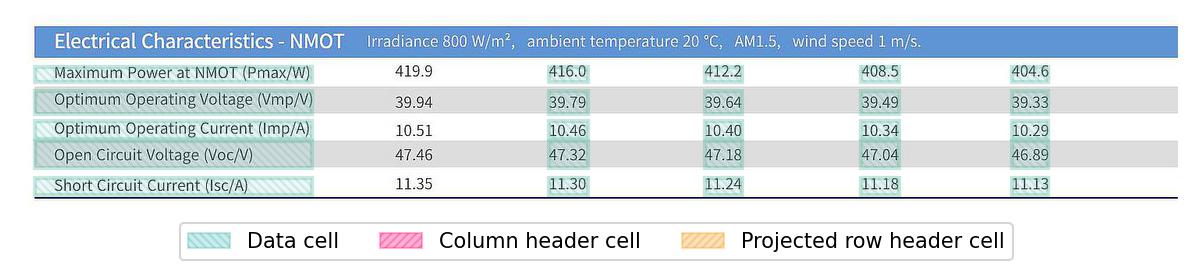 Electrical Characteristics - NMOT Irradiance 800 W/m², ambient temperature 20 °C, AM1.5, wind speed 1 m/s.
Maximum Power at NMOT (Pmax/W) 419.9 416.0 412.2 408.5 404.6
Optimum Operating Voltage (Vmp/V) 39.94 39.79 39.64 39.49 39.33
Optimum Operating Current (Imp/A) 10.51 10.46 10.40 10.34 10.29
Open Circuit Voltage (Voc/V) 47.46 47.32 47.18 47.04 46.89
Short Circuit Current (Isc/A) 11.35 11.30 11.24 11.18 11.13
Data cell Column header cell Projected row header cell